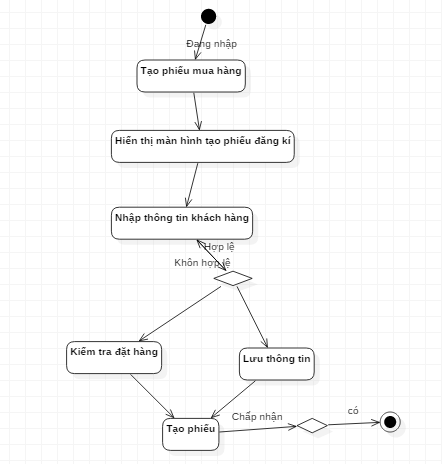 Đang nhập
Tạo phiếu mua hàng
Hiển thị màn hình tạo phiếu đăng kí
Nhập thông tin khách hàng
Hợp lệ
Khôn hợp lệ
Kiểm tra đặt hàng
Lưu thông tin
Tạo phiếu
Chấp nhận
có